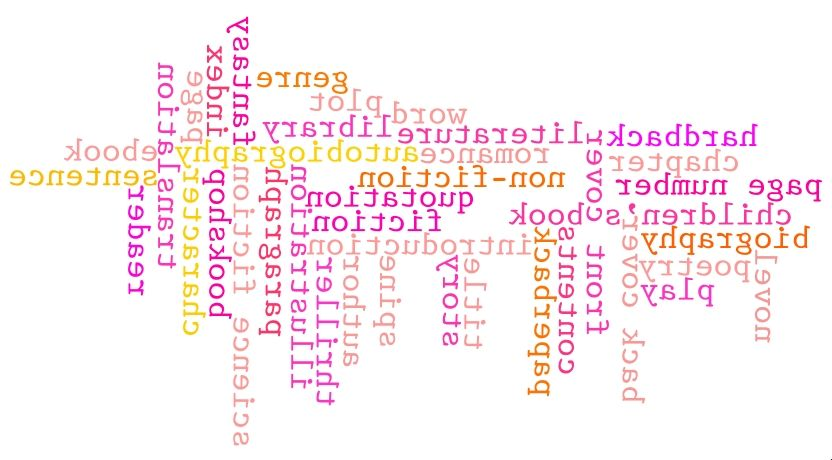 fantasy
index
translation
page
genre
plot
word
library
literature
hardback
ebook
autobiography
romance
chapter
sentence
non-fiction
page number
character
bookshop
science fiction
paragraph
illustration
reader
quotation
fiction
children's book
front cover
introduction
biography
back cover
paperback
contents
thriller
author
spine
story
title
poetry
play
novel